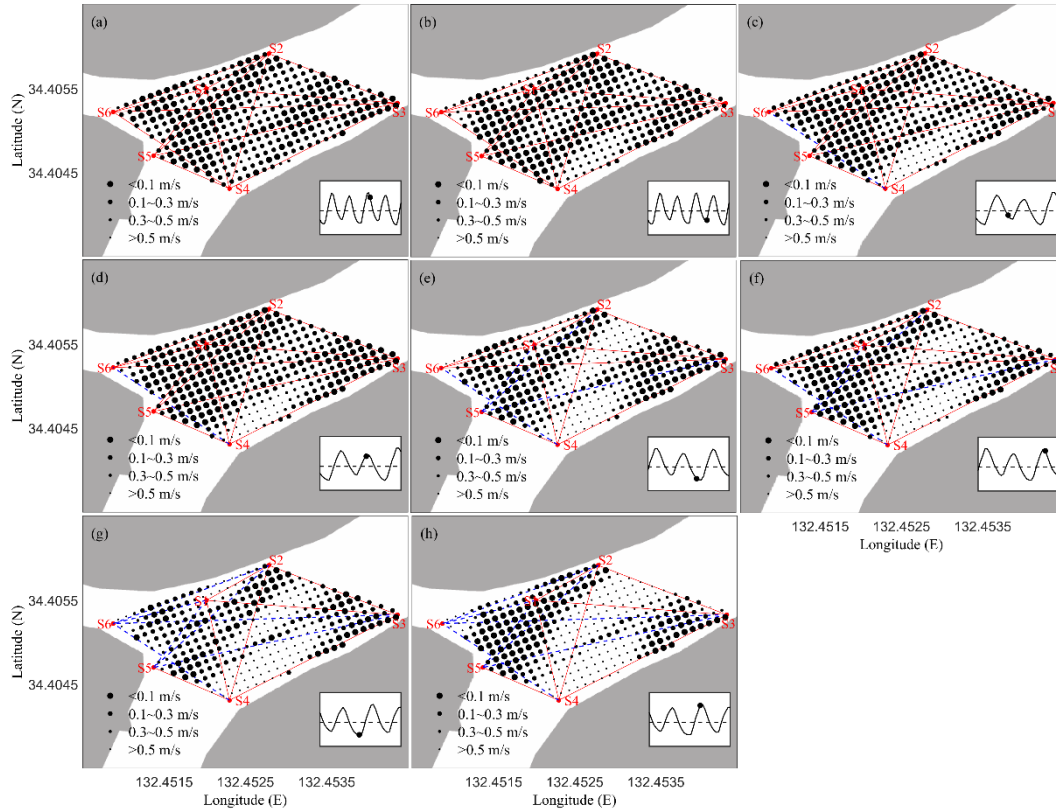 (a)
S2
S6
S3
S5
S4
<0.1 m/s
0.1~0.3 m/s
0.3~0.5 m/s
>0.5 m/s
34.4055
34.4045
Latitude (N)
(b)
S2
S6
S3
S5
S4
<0.1 m/s
0.1~0.3 m/s
0.3~0.5 m/s
>0.5 m/s
(c)
S2
S6
S5
S4
<0.1 m/s
0.1~0.3 m/s
0.3~0.5 m/s
>0.5 m/s
(d)
S2
S6
S3
S5
S4
<0.1 m/s
0.1~0.3 m/s
0.3~0.5 m/s
>0.5 m/s
34.4055
34.4045
Latitude (N)
(e)
S2
S6
S3
S5
S4
<0.1 m/s
0.1~0.3 m/s
0.3~0.5 m/s
>0.5 m/s
(f)
S2
S6
S5
S4
<0.1 m/s
0.1~0.3 m/s
0.3~0.5 m/s
>0.5 m/s
132.4515 132.4525 132.4535
Longitude (E)
(g)
S2
S6
S3
S5
S4
<0.1 m/s
0.1~0.3 m/s
0.3~0.5 m/s
>0.5 m/s
34.4055
34.4045
Latitude (N)
132.4515 132.4525 132.4535
Longitude (E)
(h)
S2
S6
S3
S5
S4
<0.1 m/s
0.1~0.3 m/s
0.3~0.5 m/s
>0.5 m/s
132.4515 132.4525 132.4535
Longitude (E)